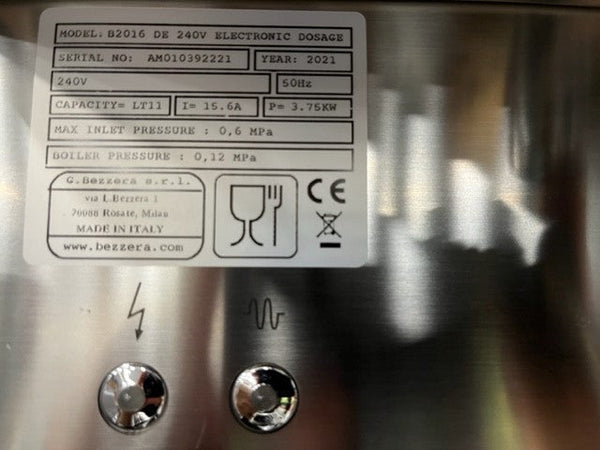 MODEL: B2016 DE 240V ELECTRONIC DOSAGE
SERIAL NO: AM010392221 YEAR: 2021
240V 50Hz
CAPACITY= LT11 I= 15.6A P= 3.75KW
MAX INLET PRESSURE : 0,6 MPa
BOILER PRESSURE : 0,12 MPa
G.Bezzera s.r.l.
via L.Bezzera 1
20088 Rosate, Milan
MADE IN ITALY
www.bezzera.com
CE